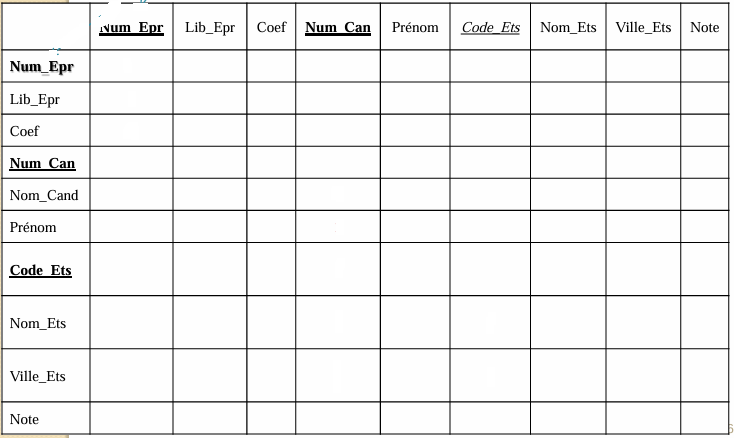 Num_Epr Lib_Epr Coef Num_Can Prénom Code_Ets Nom_Ets Ville_Ets Note
Num_Epr
Lib_Epr
Coef
Num_Can
Nom_Cand
Prénom
Code_Ets
Nom_Ets
Ville_Ets
Note